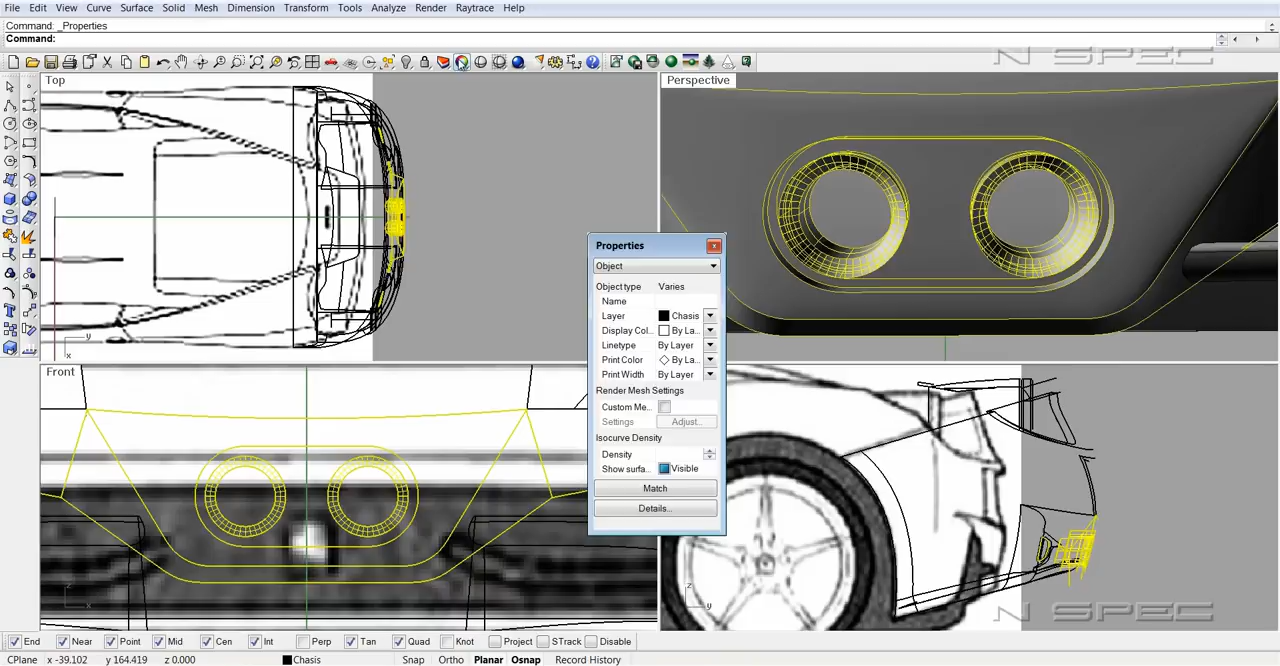 File Edit View Curve Surface Solid Mesh Dimension Transform Tools Analyze Render Raytrace Help
Command: _Properties
Command:
N SPEC
Top
Perspective
Properties
Object
Object type Varies
Name
Layer Chasis
Display Col... By La...
Linetype By Layer
Print Color By La...
Print Width By Layer
Render Mesh Settings
Custom Me...
Settings Adjust...
Isocurve Density
Density
Show surfa... Visible
Match
Details...
Front
z
x
y
x
z
y
N SPEC
End Near Point Mid Cen Int Perp Tan Quad Knot Project STrack Disable
CPlane x -39.102 y 164.419 z 0.000 Chasis Snap Ortho Planar Osnap Record History